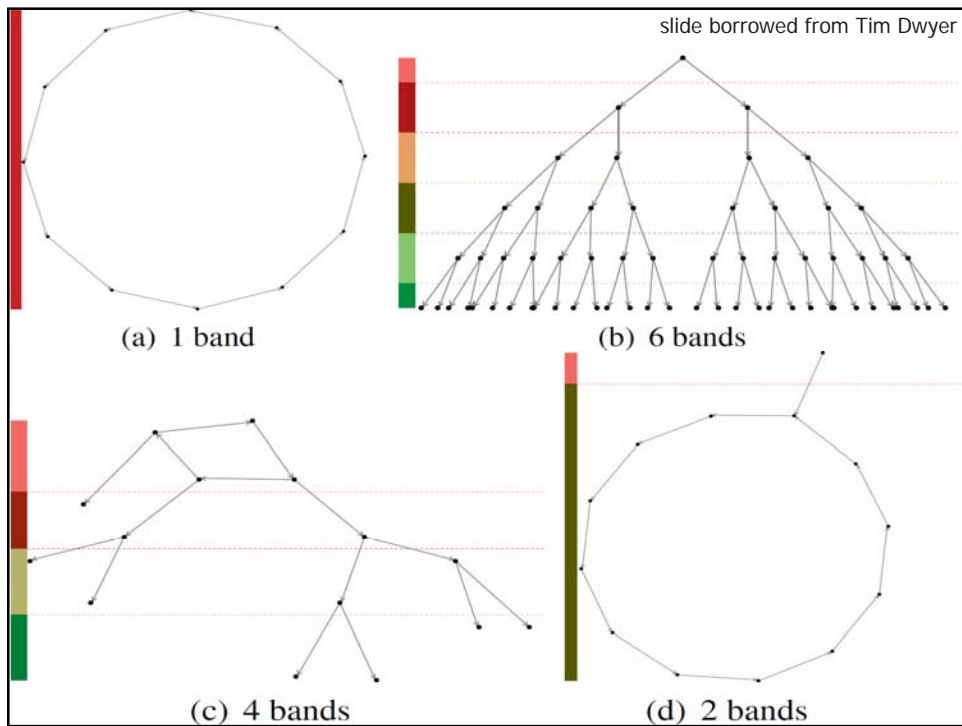 slide borrowed from Tim Dwyer
(a) 1 band
(b) 6 bands
(c) 4 bands
(d) 2 bands